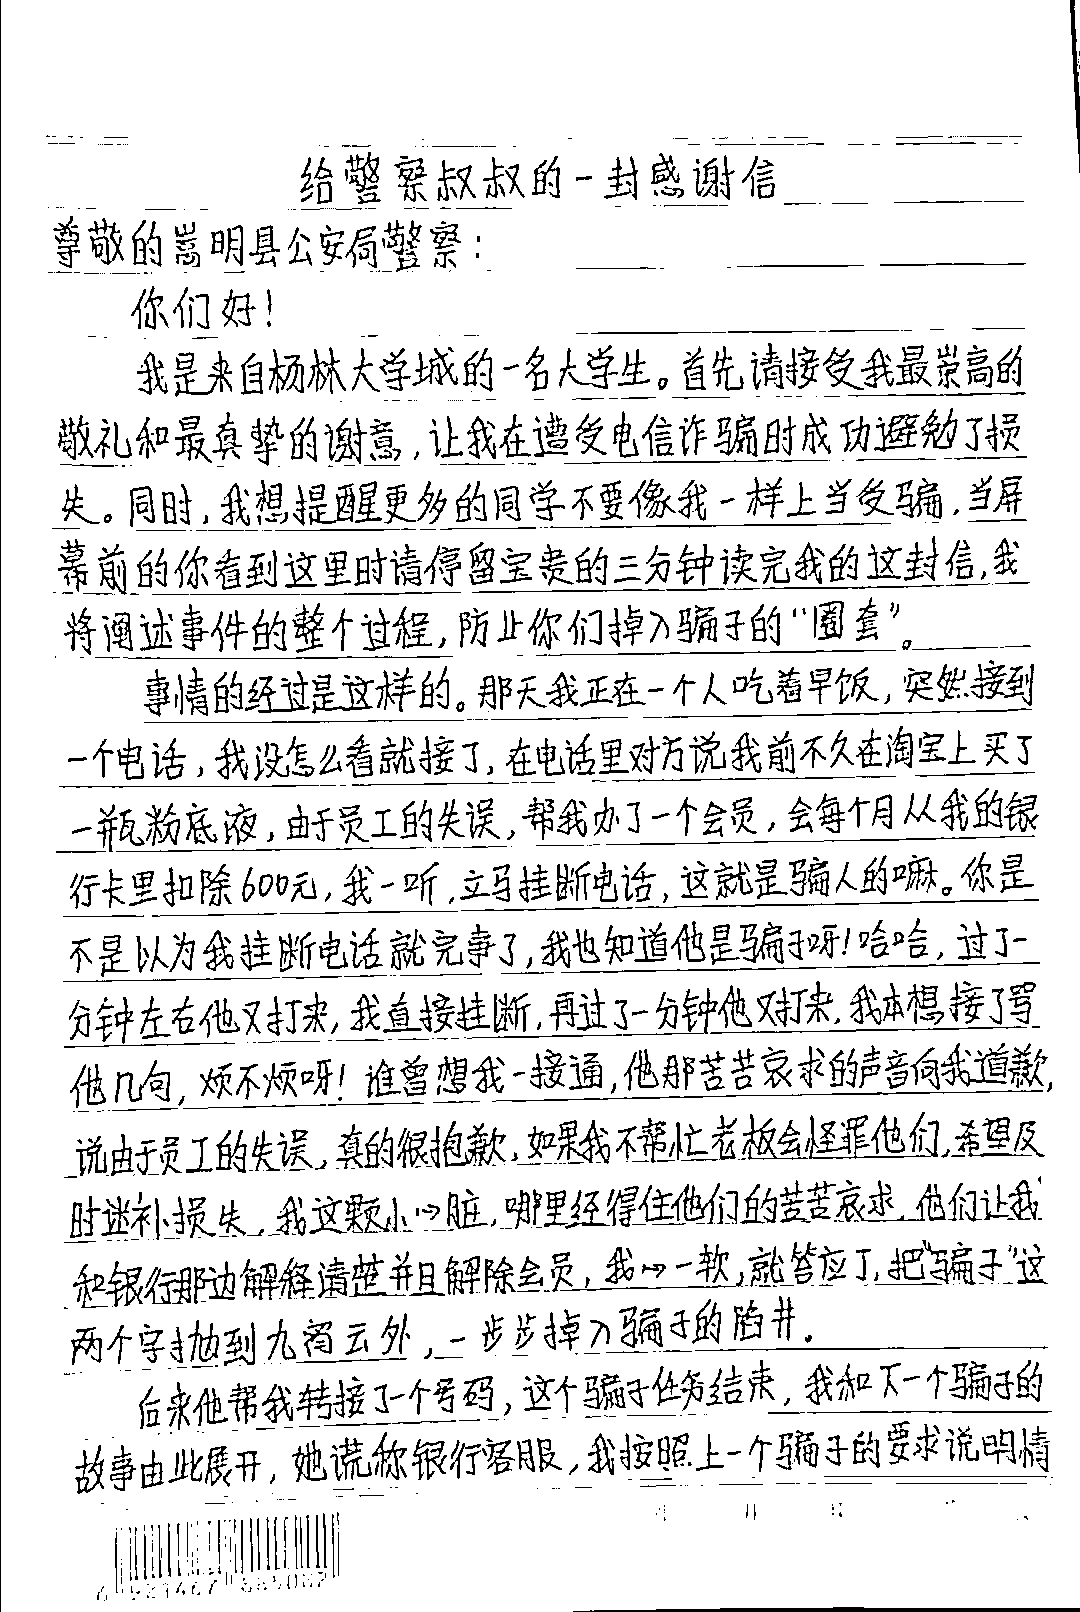 给警察叔叔的一封感谢信
尊敬的嵩明县公安局警察：
你们好！
我是来自杨林大学城的一名大学生。首先请接受我最崇高的
敬礼和最真挚的谢意，让我在遭受电信诈骗时成功避免了损
失。同时，我想提醒更多的同学不要像我一样上当受骗，当屏
幕前的你看到这里时请停留宝贵的三分钟读完我的这封信，我
将阐述事件的整个过程，防止你们掉入骗子的“圈套”。
事情的经过是这样的。那天我正在一个人吃着早饭，突然接到
一个电话，我没怎么看就接了，在电话里对方说我前不久在淘宝上买了
一瓶粉底液，由于员工的失误，帮我办了一个会员，会每个月从我的银
行卡里扣除600元，我一听，立马挂断电话，这就是骗人的嘛。你是
不是以为我挂断电话就完事了，我也知道他是骗子呀！哈哈，过了一
分钟左右他又打来，我直接挂断，再过了一分钟他又打来，我本想接了骂
他几句，烦不烦呀！谁曾想我一接通，他那苦苦哀求的声音向我道歉，
说由于员工的失误，真的很抱歉，如果我不帮忙老板会怪罪他们，希望及
时迷补损失，我这颗小心脏，哪里经得住他们的苦苦哀求，他们让我
和银行那边解释清楚并且解除会员，我心一软，就答应了，把“骗子”这
两个字抛到九霄云外，一步步掉入骗子的陷井．
后来他帮我转接了一个号码，这个骗子任务结束，我和下一个骗子的
故事由此展开，她谎称银行客服，我按照上一个骗子的要求说明情